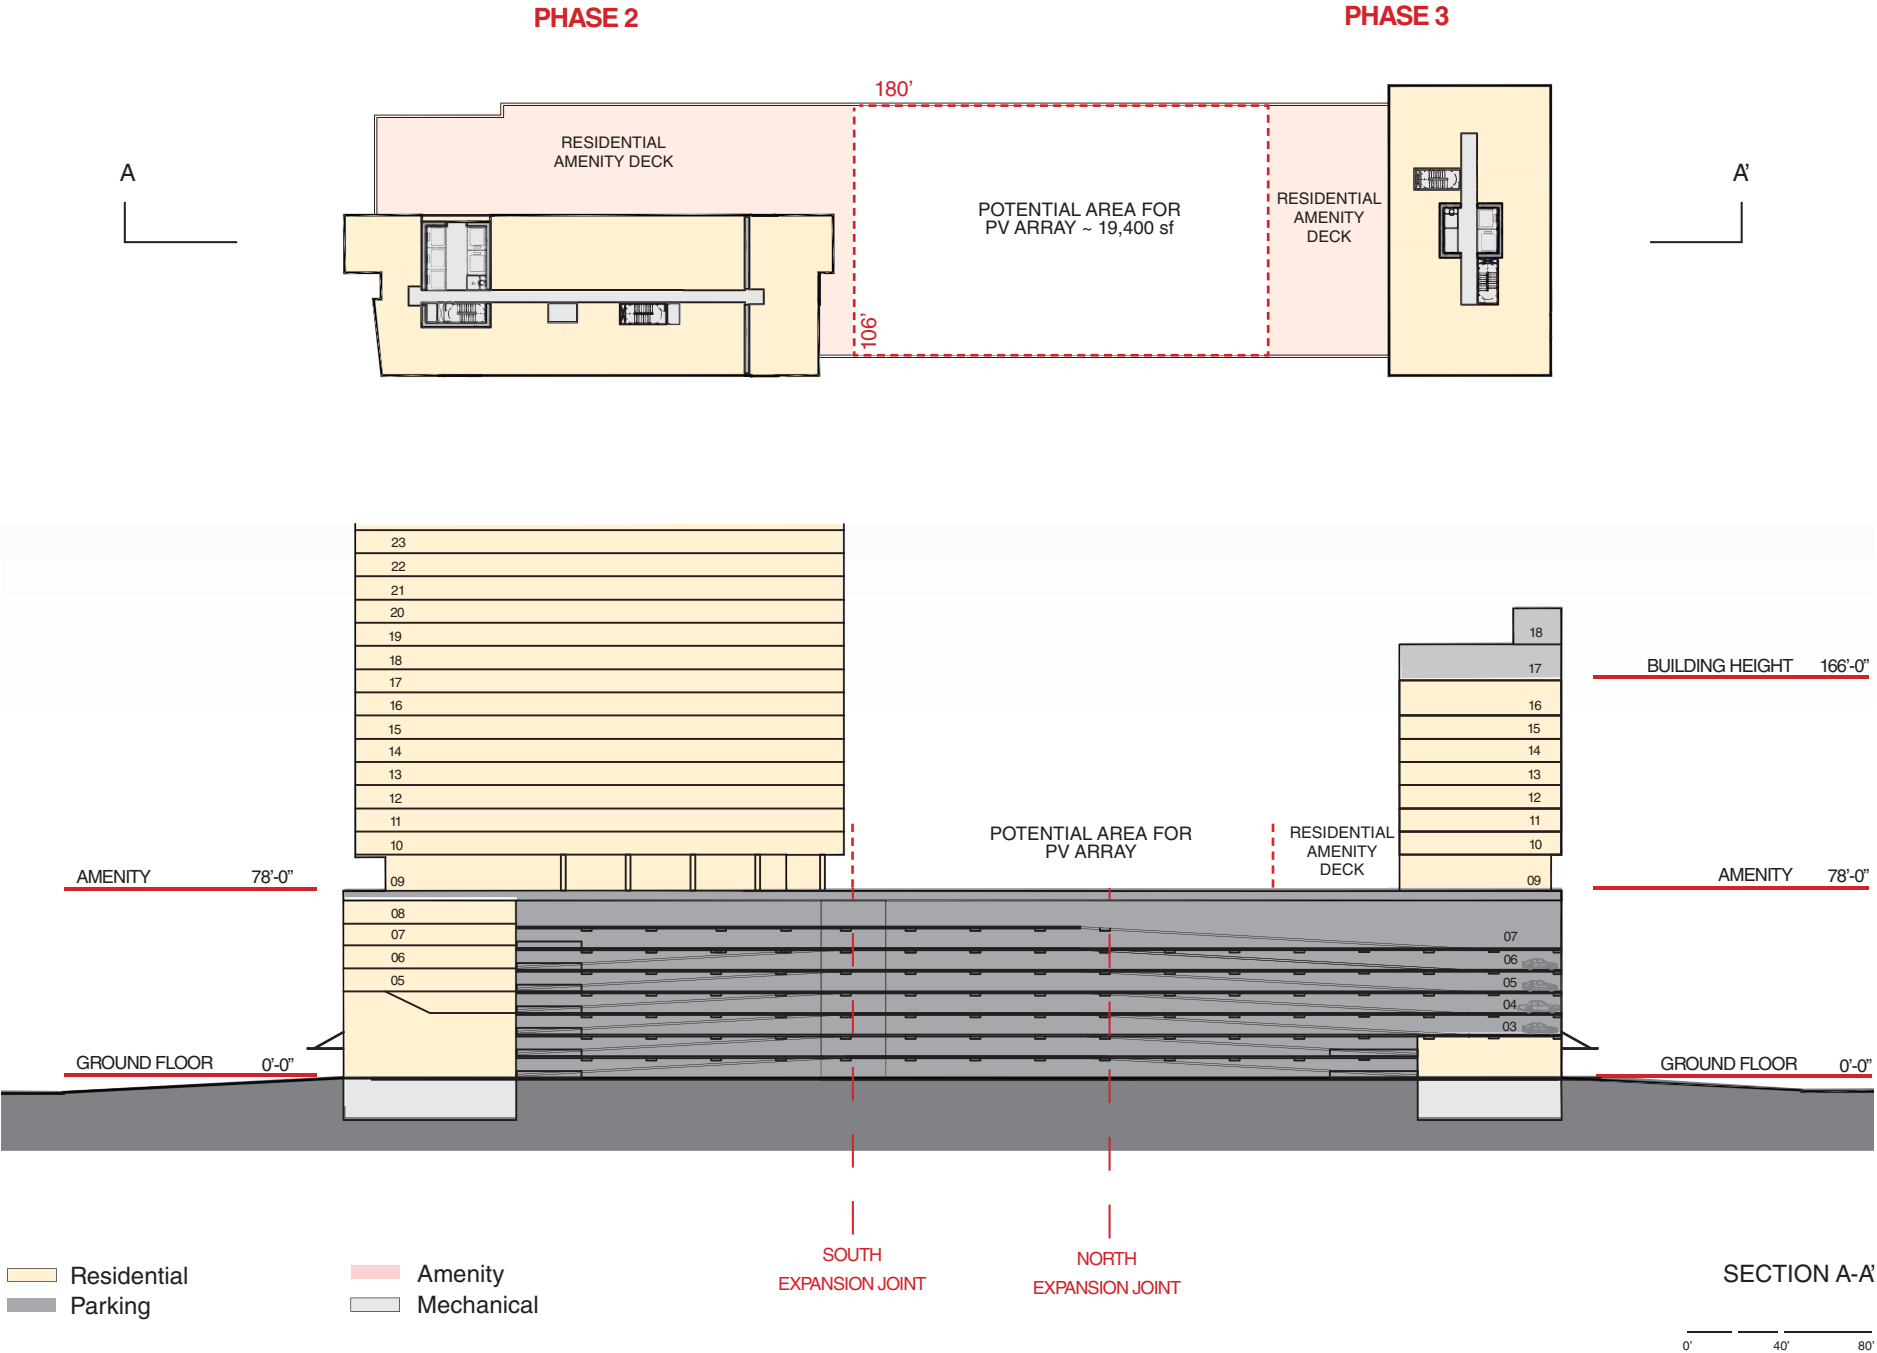 PHASE 2
PHASE 3
180’
RESIDENTIAL
AMENITY DECK
A
A’
POTENTIAL AREA FOR
PV ARRAY ~ 19,400 sf
RESIDENTIAL
AMENITY
DECK
106’
23
22
21
20
19
18
17
16
15
14
13
12
11
10
09
18
17
16
15
14
13
12
11
10
09
BUILDING HEIGHT 166’-0”
POTENTIAL AREA FOR
PV ARRAY
RESIDENTIAL
AMENITY
DECK
AMENITY 78’-0”
AMENITY 78’-0”
08
07
06
05
07
06
05
04
03
GROUND FLOOR 0’-0”
GROUND FLOOR 0’-0”
SOUTH
EXPANSION JOINT
NORTH
EXPANSION JOINT
Residential
Parking
Amenity
Mechanical
SECTION A-A’
0’ 40’ 80’